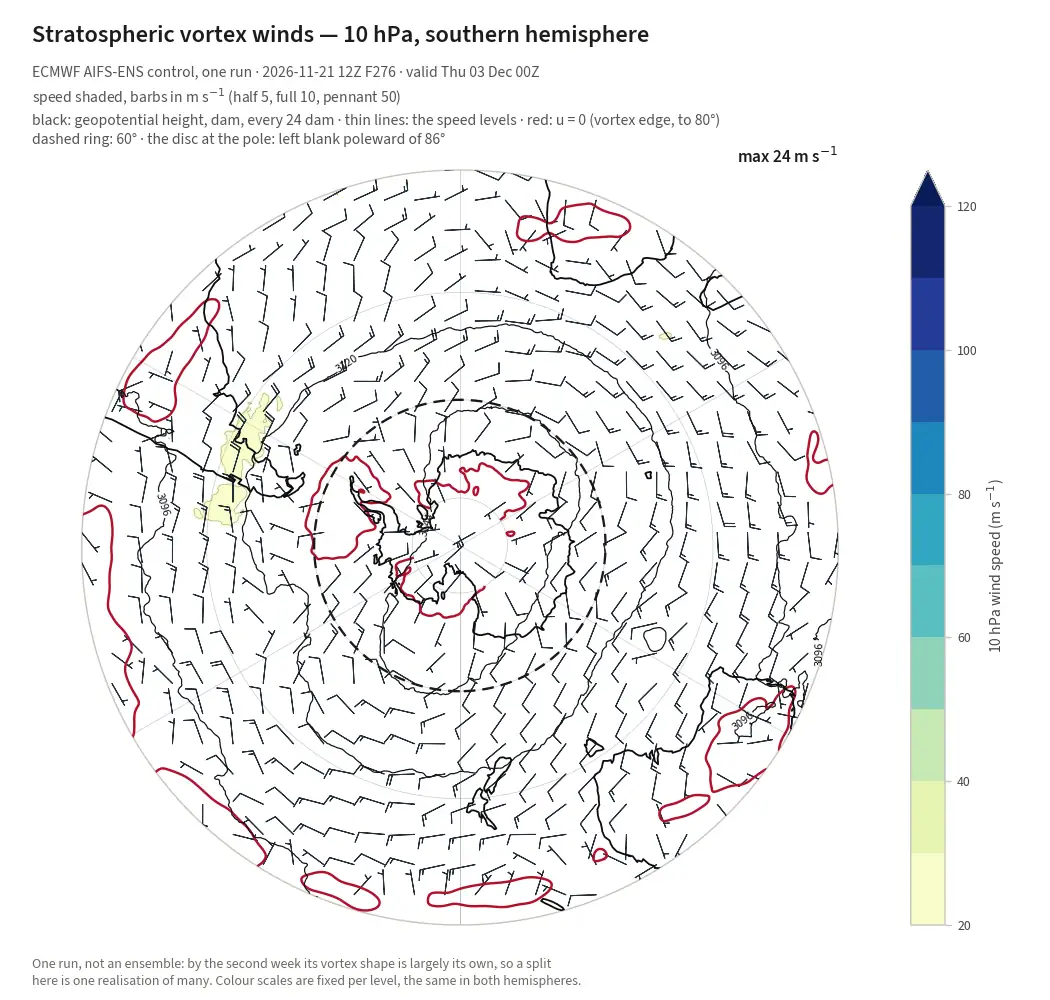 Stratospheric vortex winds — 10 hPa, southern hemisphere
ECMWF AIFS-ENS control, one run · 2026-11-21 12Z F276 · valid Thu 03 Dec 00Z
speed shaded, barbs in m s⁻¹ (half 5, full 10, pennant 50)
black: geopotential height, dam, every 24 dam · thin lines: the speed levels · red: u = 0 (vortex edge, to 80°)
dashed ring: 60° · the disc at the pole: left blank poleward of 86°
max 24 m s⁻¹
120
100
80
60
40
20
10 hPa wind speed (m s⁻¹)
3120
3096
3096
3096
3096
One run, not an ensemble: by the second week its vortex shape is largely its own, so a split
here is one realisation of many. Colour scales are fixed per level, the same in both hemispheres.